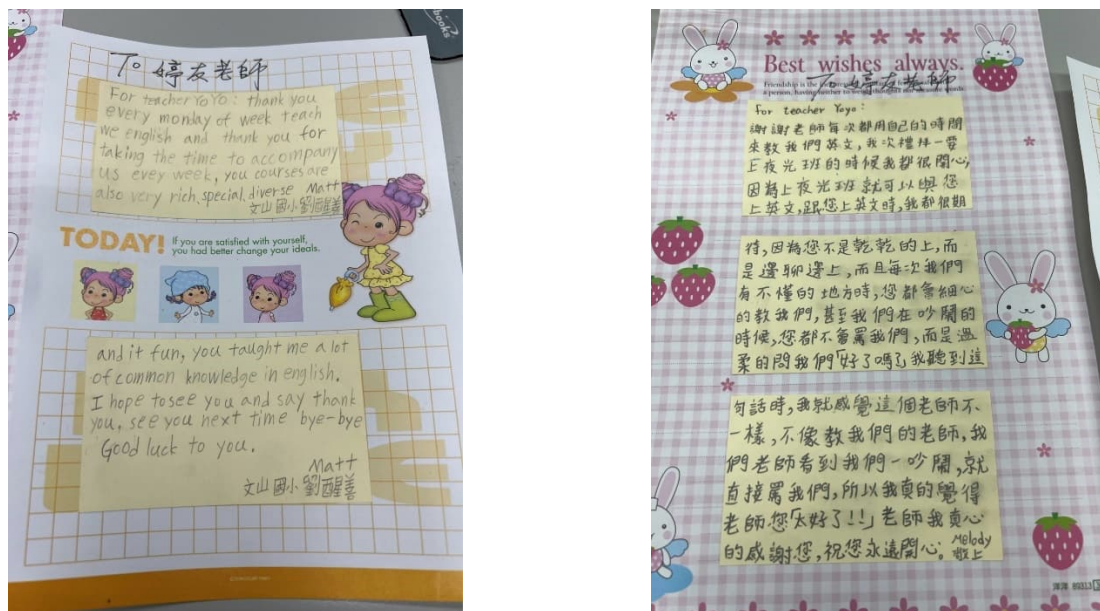 books
To 婷友老師
For teacher YoYo: thank you
every monday of week teach
we english and thank you for
taking the time to accompany
us evey week, you courses are
also very rich, special, diverse Matt
文山國小劉醒善
TODAY! If you are satisfied with yourself,
you had better change your ideals.
and it fun, you taught me a lot
of common knowledge in english.
I hope to see you and say thank
you, see you next time bye-bye
Good luck to you.
Matt
文山國小劉醒善
Best wishes always.
Friendship is the
To 婷友老師
a person, having neither to
For teacher Yoyo:
謝謝老師每次都用自己的時間
來教我們英文,我次禮拜一要
上夜光班的時候我都很開心,
因為上夜光班就可以與您
上英文,跟您上英文時,我都很期
待,因為您不是乾乾的上,而
是邊聊邊上,而且每次我們
有不懂的地方時,您都會細心
的教我們,甚至我們在吵鬧的
時候,您都不會罵我們,而是溫
柔的問我們「好了嗎」我聽到這
句話時,我就感覺這個老師不
一樣,不像教我們的老師,我
們老師看到我們一吵鬧,就
直接罵我們,所以我真的覺得
老師您「太好了!!」老師我真心
的感謝您,祝您永遠開心。Melody
敬上
洋洋 89313